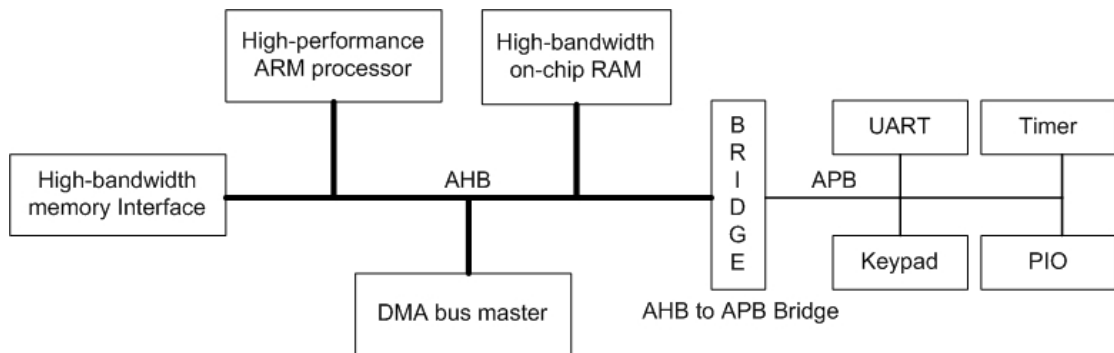 High-performance
ARM processor
High-bandwidth
on-chip RAM
High-bandwidth
memory Interface
AHB
DMA bus master
B
R
I
D
G
E
AHB to APB Bridge
APB
UART
Timer
Keypad
PIO